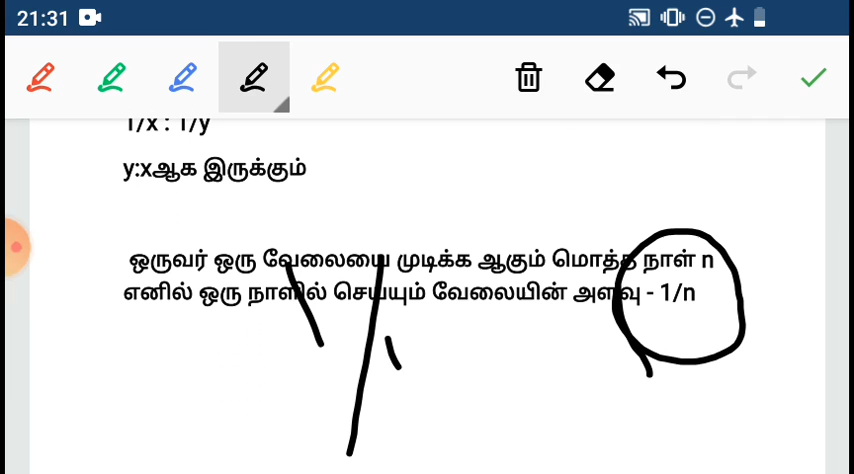 21:31
1/x : 1/y
y:xஆக இருக்கும்
ஒருவர் ஒரு வேலையை முடிக்க ஆகும் மொத்த நாள் n
எனில் ஒரு நாளில் செய்யும் வேலையின் அளவு - 1/n